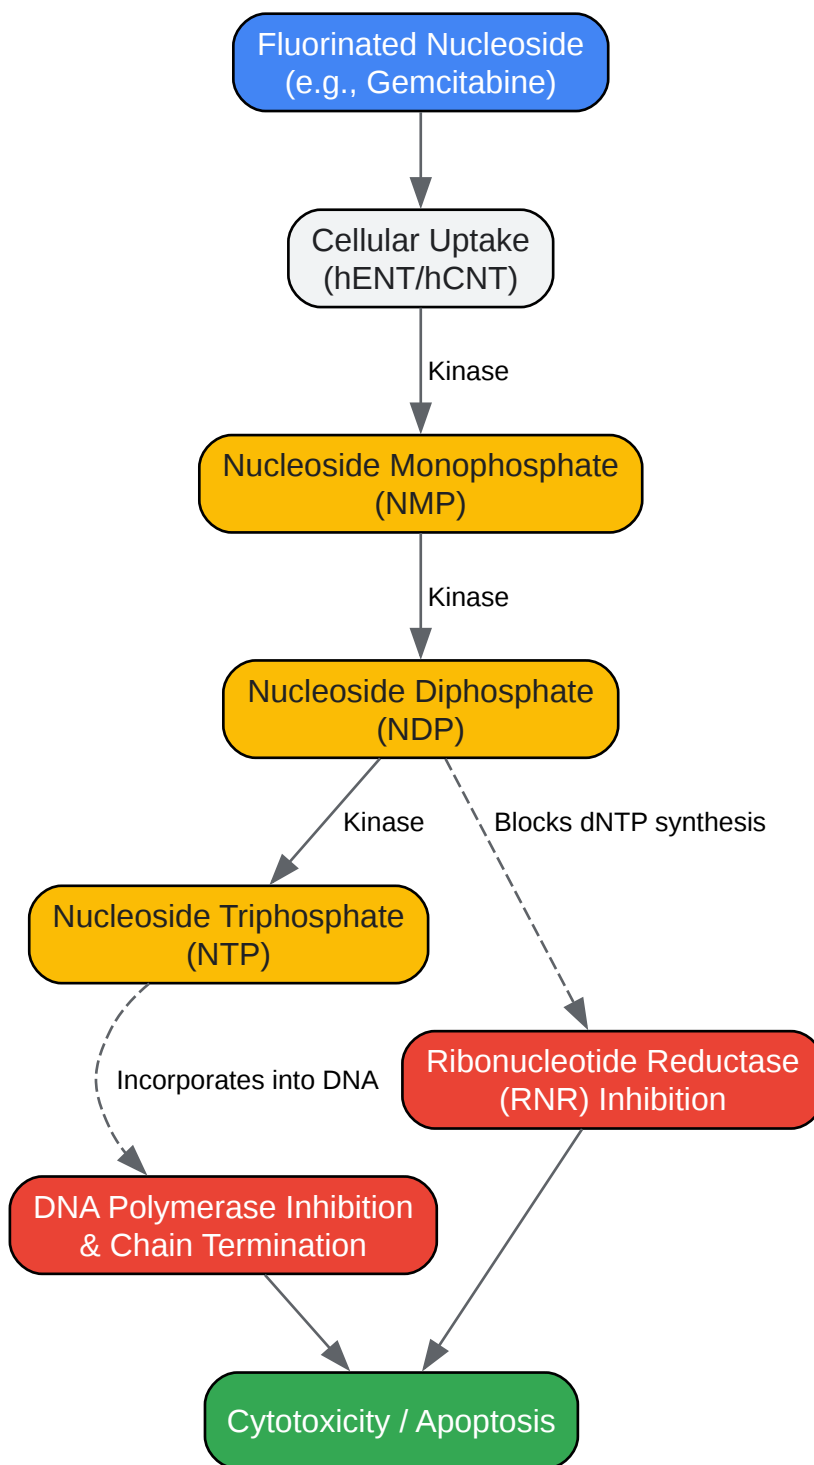 Fluorinated Nucleoside
(e.g., Gemcitabine)
Cellular Uptake
(hENT/hCNT)
Kinase
Nucleoside Monophosphate
(NMP)
Kinase
Nucleoside Diphosphate
(NDP)
Kinase
Blocks dNTP synthesis
Nucleoside Triphosphate
(NTP)
Ribonucleotide Reductase
(RNR) Inhibition
Incorporates into DNA
DNA Polymerase Inhibition
& Chain Termination
Cytotoxicity / Apoptosis